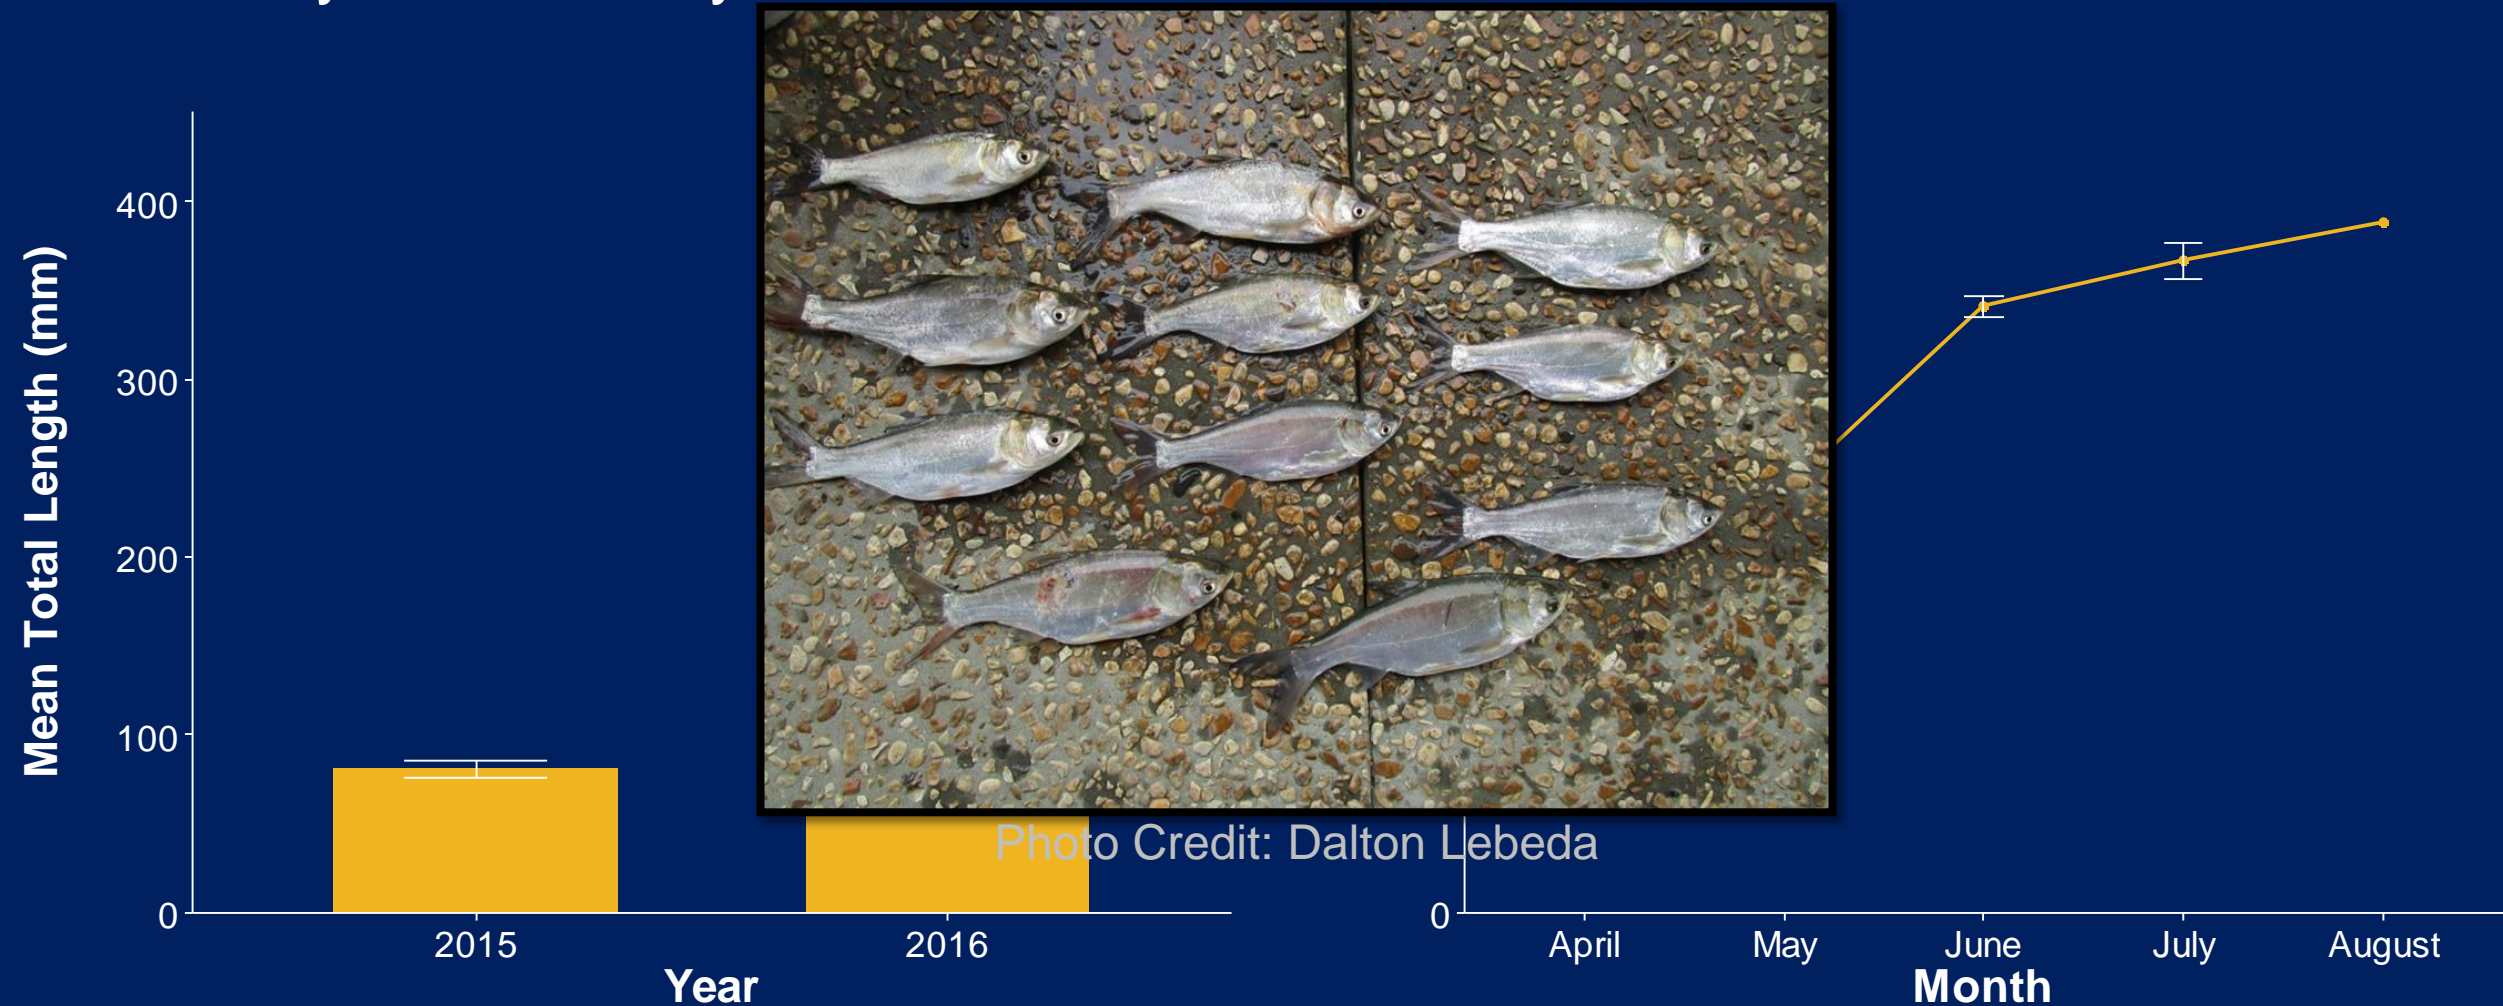 Mean Total Length (mm)
400
300
200
100
0
2015
2016
Year
Photo Credit: Dalton Lebeda
0
April
May
June
July
August
Month